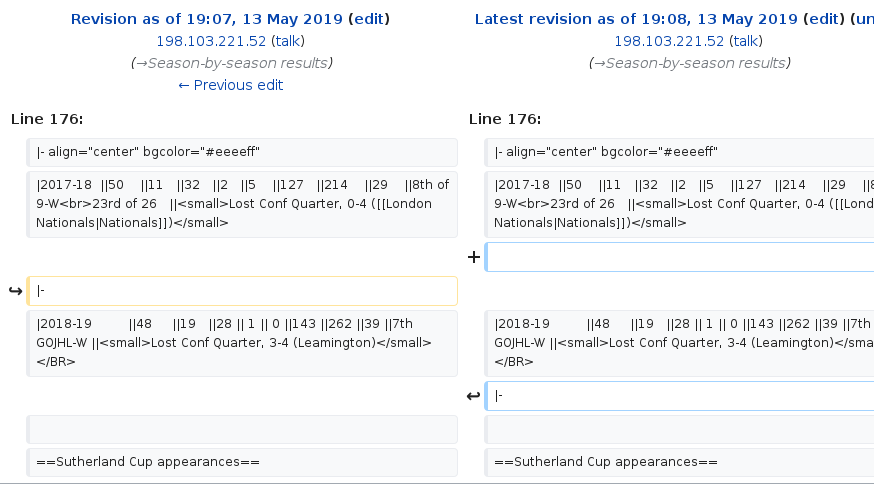 Revision as of 19:07, 13 May 2019 (edit)
198.103.221.52 (talk)
(→Season-by-season results)
← Previous edit
Latest revision as of 19:08, 13 May 2019 (edit) (un
198.103.221.52 (talk)
(→Season-by-season results)
Line 176:
Line 176:
|- align="center" bgcolor="#eeeeff"
|- align="center" bgcolor="#eeeeff"
|2017-18 ||50 ||11 ||32 ||2 ||5 ||127 ||214 ||29 ||8th of
9-W<br>23rd of 26 ||<small>Lost Conf Quarter, 0-4 ([[London
Nationals|Nationals]])</small>
|2017-18 ||50 ||11 ||32 ||2 ||5 ||127 ||214 ||29 ||8
9-W<br>23rd of 26 ||<small>Lost Conf Quarter, 0-4 ([[Lond
Nationals|Nationals]])</small>
+
↪ |-
|2018-19 ||48 ||19 ||28 || 1 || 0 ||143 ||262 ||39 ||7th
GOJHL-W ||<small>Lost Conf Quarter, 3-4 (Leamington)</small>
</BR>
|2018-19 ||48 ||19 ||28 || 1 || 0 ||143 ||262 ||39 ||7th
GOJHL-W ||<small>Lost Conf Quarter, 3-4 (Leamington)</sma
</BR>
↩ |-
==Sutherland Cup appearances==
==Sutherland Cup appearances==